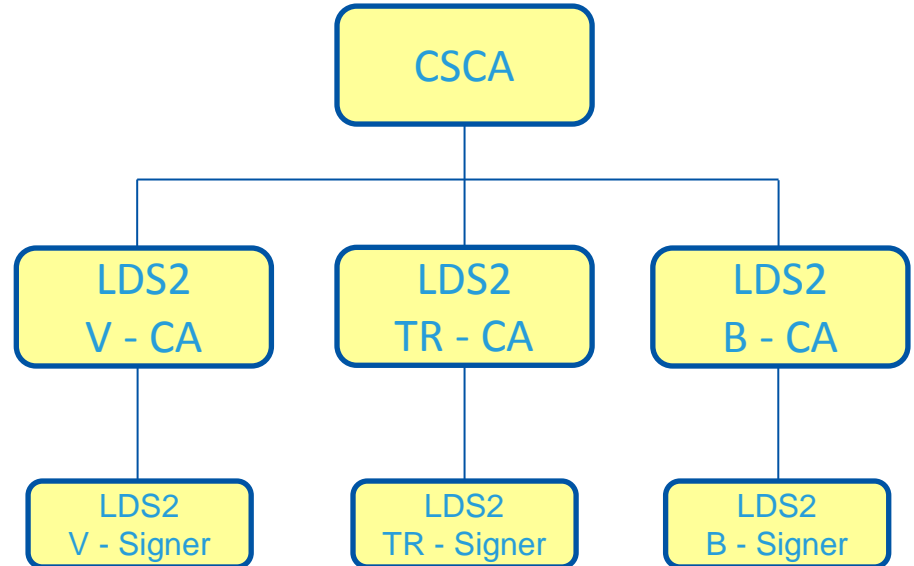 CSCA
LDS2
V - CA
LDS2
TR - CA
LDS2
B - CA
LDS2
V - Signer
LDS2
TR - Signer
LDS2
B - Signer